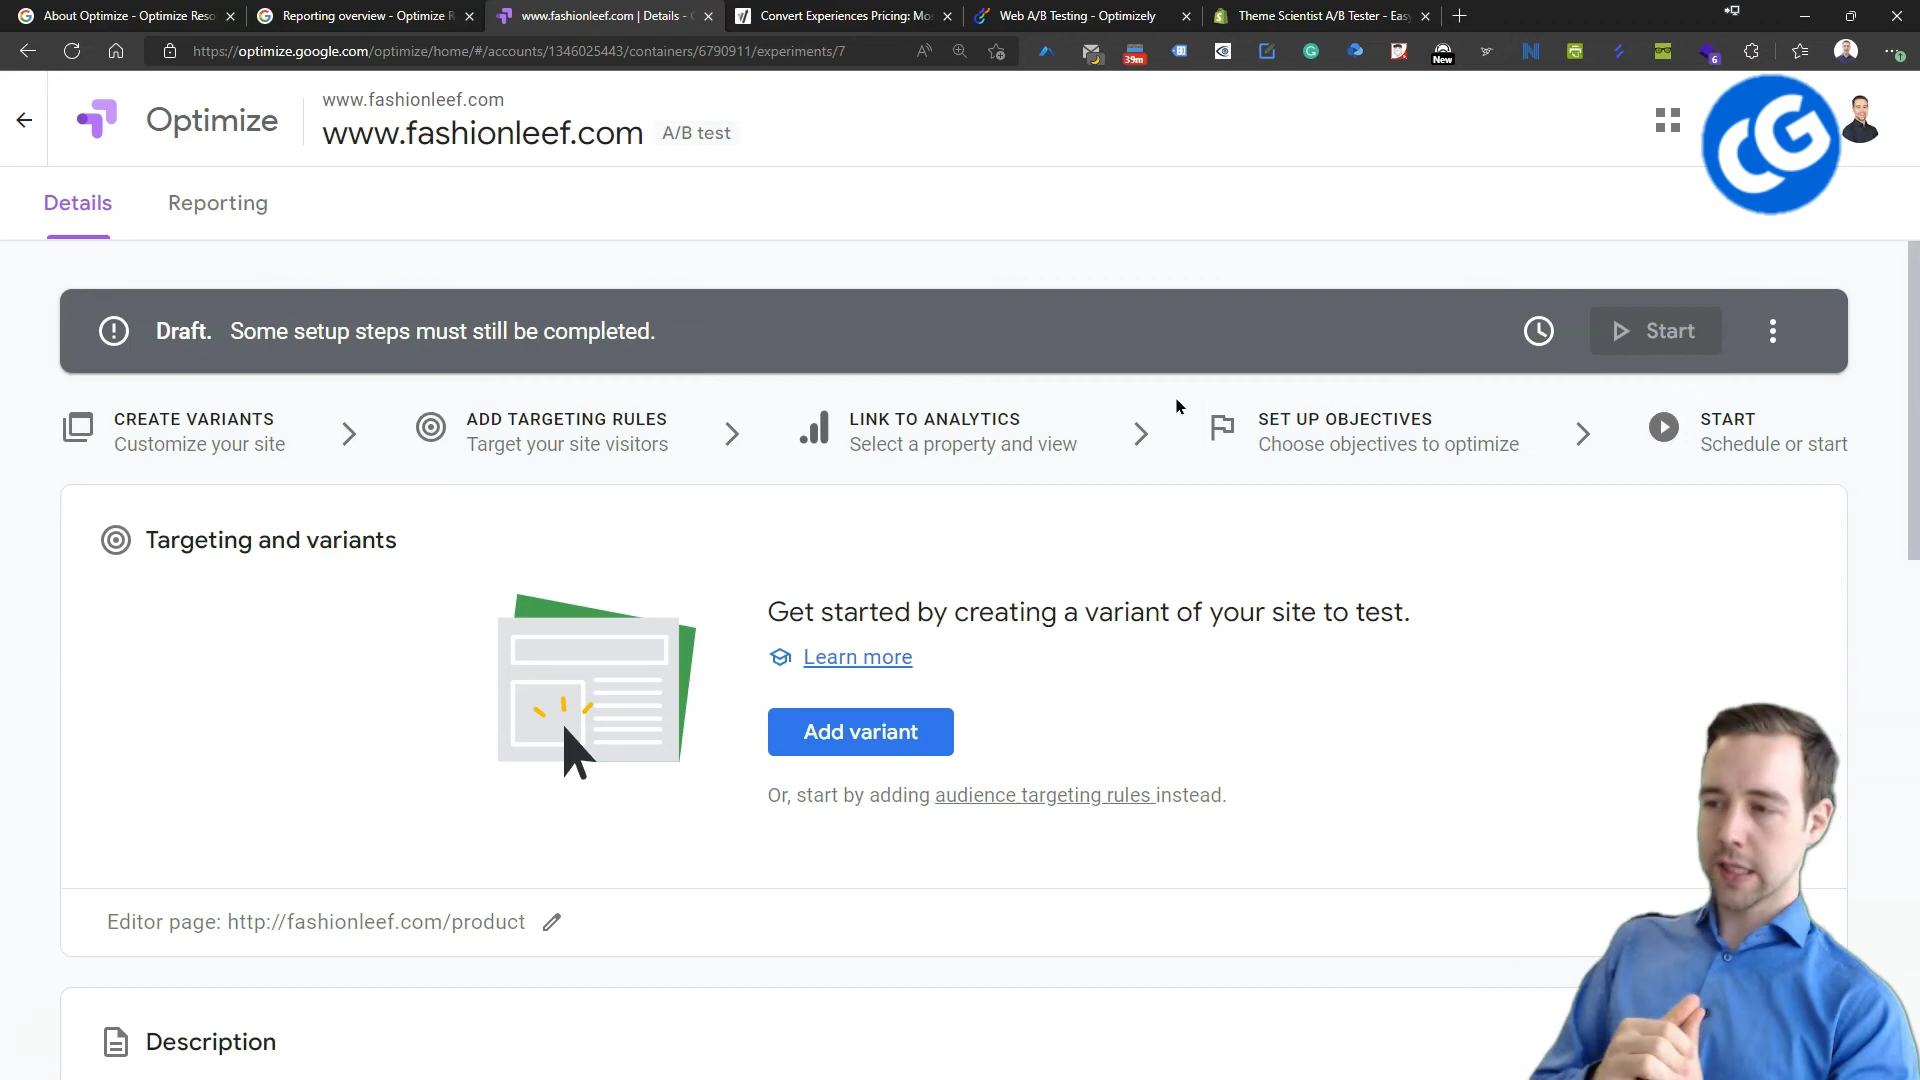 About Optimize - Optimize Reso
Reporting overview - Optimize R
www.fashionleef.com | Details -
Convert Experiences Pricing: Mo
Web A/B Testing - Optimizely
Theme Scientist A/B Tester - Easy
https://optimize.google.com/optimize/home/#/accounts/1346025443/containers/6790911/experiments/7
39m
New
6
1
Optimize
www.fashionleef.com
www.fashionleef.com
A/B test
CG
Details
Reporting
Draft. Some setup steps must still be completed.
Start
CREATE VARIANTS
Customize your site
ADD TARGETING RULES
Target your site visitors
LINK TO ANALYTICS
Select a property and view
SET UP OBJECTIVES
Choose objectives to optimize
START
Schedule or start
Targeting and variants
Get started by creating a variant of your site to test.
Learn more
Add variant
Or, start by adding audience targeting rules instead.
Editor page: http://fashionleef.com/product
Description